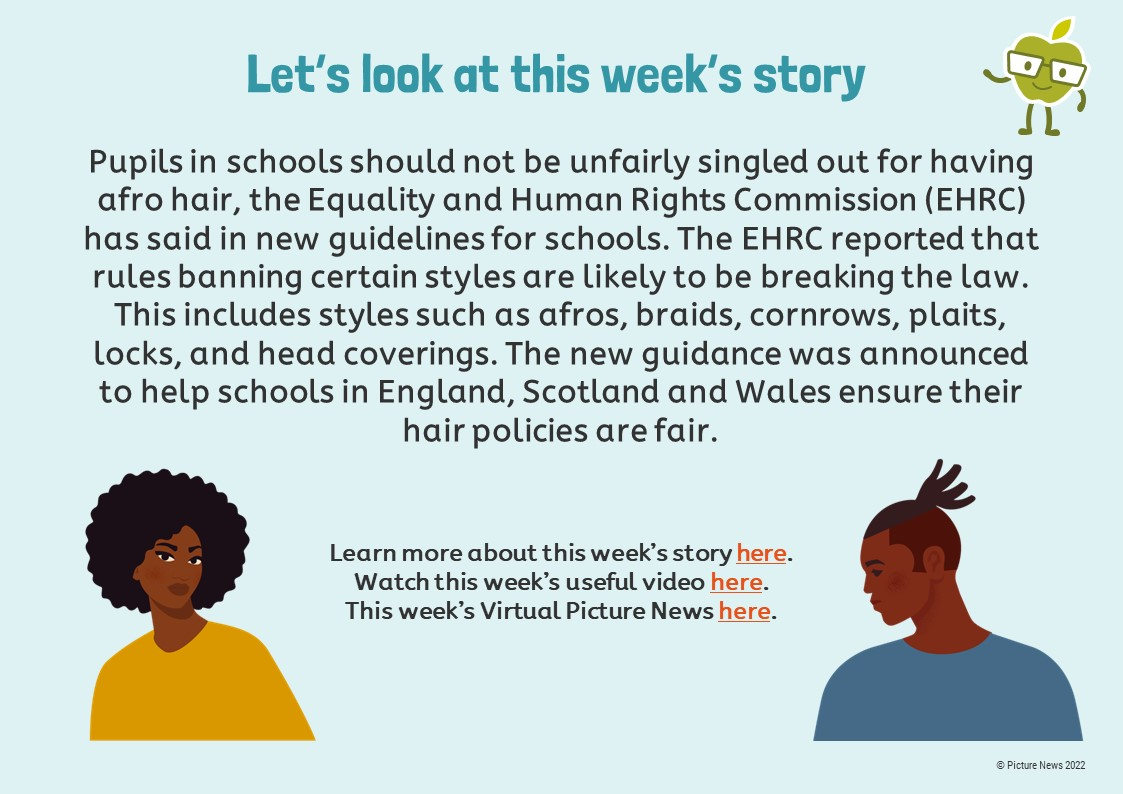 Let's look at this week's story
Pupils in schools should not be unfairly singled out for having
afro hair, the Equality and Human Rights Commission (EHRC)
has said in new guidelines for schools. The EHRC reported that
rules banning certain styles are likely to be breaking the law.
This includes styles such as afros, braids, cornrows, plaits,
locks, and head coverings. The new guidance was announced
to help schools in England, Scotland and Wales ensure their
hair policies are fair.
Learn more about this week's story here.
Watch this week's useful video here.
This week's Virtual Picture News here.
© Picture News 2022